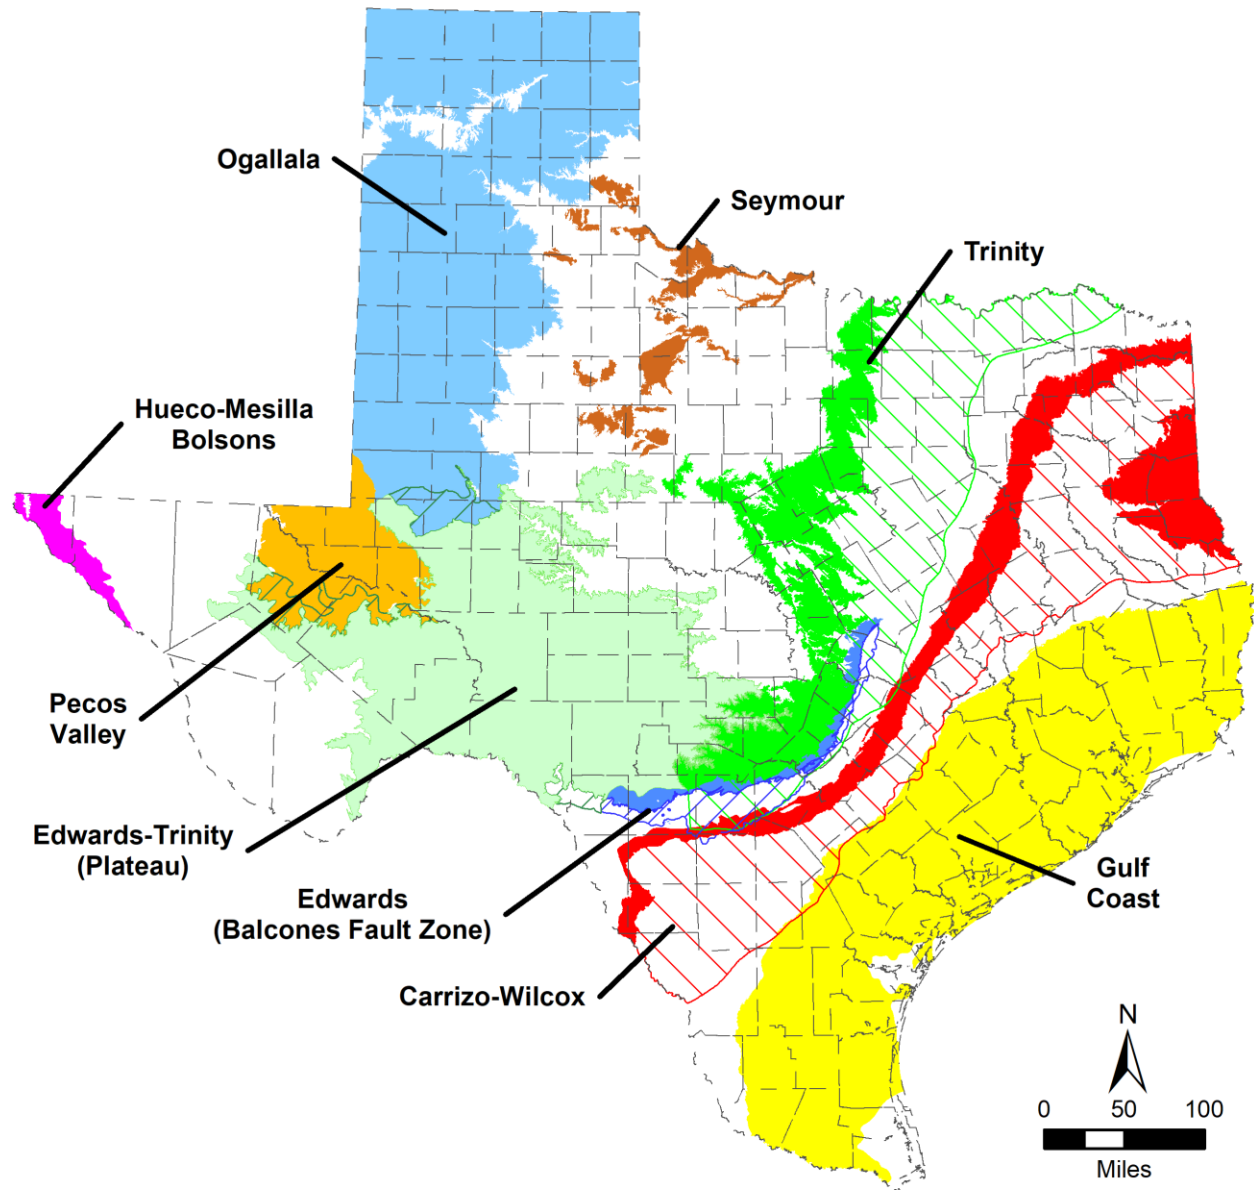 Ogallala
Seymour
Trinity
Hueco-Mesilla
Bolsons
Pecos
Valley
Edwards-Trinity
(Plateau)
Edwards
(Balcones Fault Zone)
Carrizo-Wilcox
Gulf
Coast
N
0 50 100
Miles